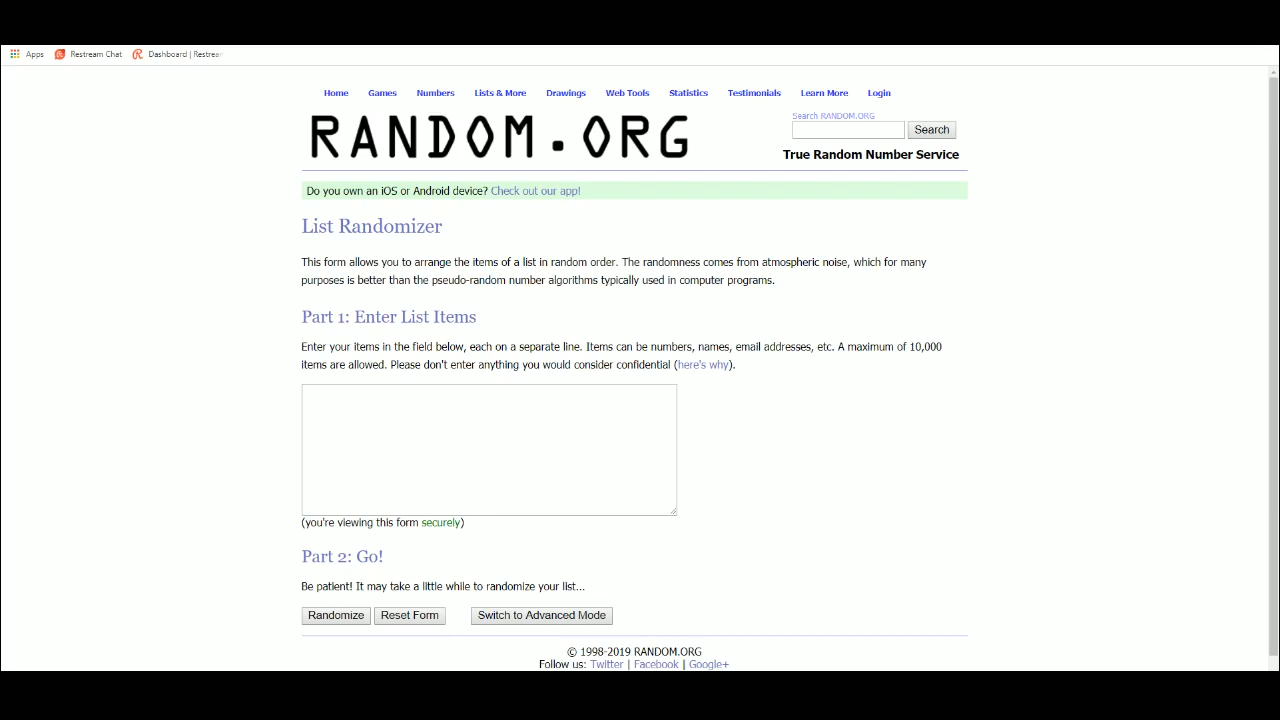 Apps Restream Chat Dashboard | Restrea
Home Games Numbers Lists & More Drawings Web Tools Statistics Testimonials Learn More Login
RANDOM.ORG
Search RANDOM.ORG
Search
True Random Number Service
Do you own an iOS or Android device? Check out our app!
List Randomizer
This form allows you to arrange the items of a list in random order. The randomness comes from atmospheric noise, which for many
purposes is better than the pseudo-random number algorithms typically used in computer programs.
Part 1: Enter List Items
Enter your items in the field below, each on a separate line. Items can be numbers, names, email addresses, etc. A maximum of 10,000
items are allowed. Please don't enter anything you would consider confidential (here's why).
(you're viewing this form securely)
Part 2: Go!
Be patient! It may take a little while to randomize your list...
Randomize Reset Form Switch to Advanced Mode
© 1998-2019 RANDOM.ORG
Follow us: Twitter | Facebook | Google+